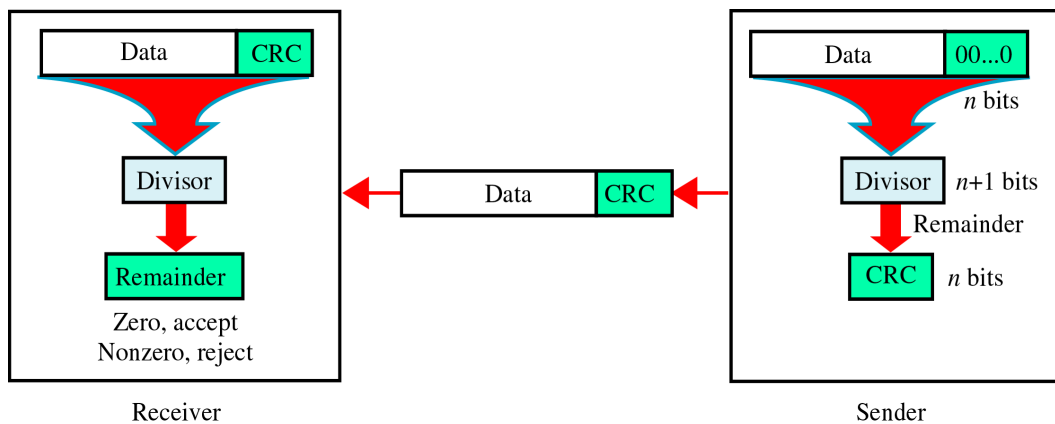 Data CRC
Divisor
Remainder
Zero, accept
Nonzero, reject
Receiver
Data CRC
Data 00...0
n bits
Divisor n+1 bits
Remainder
CRC n bits
Sender